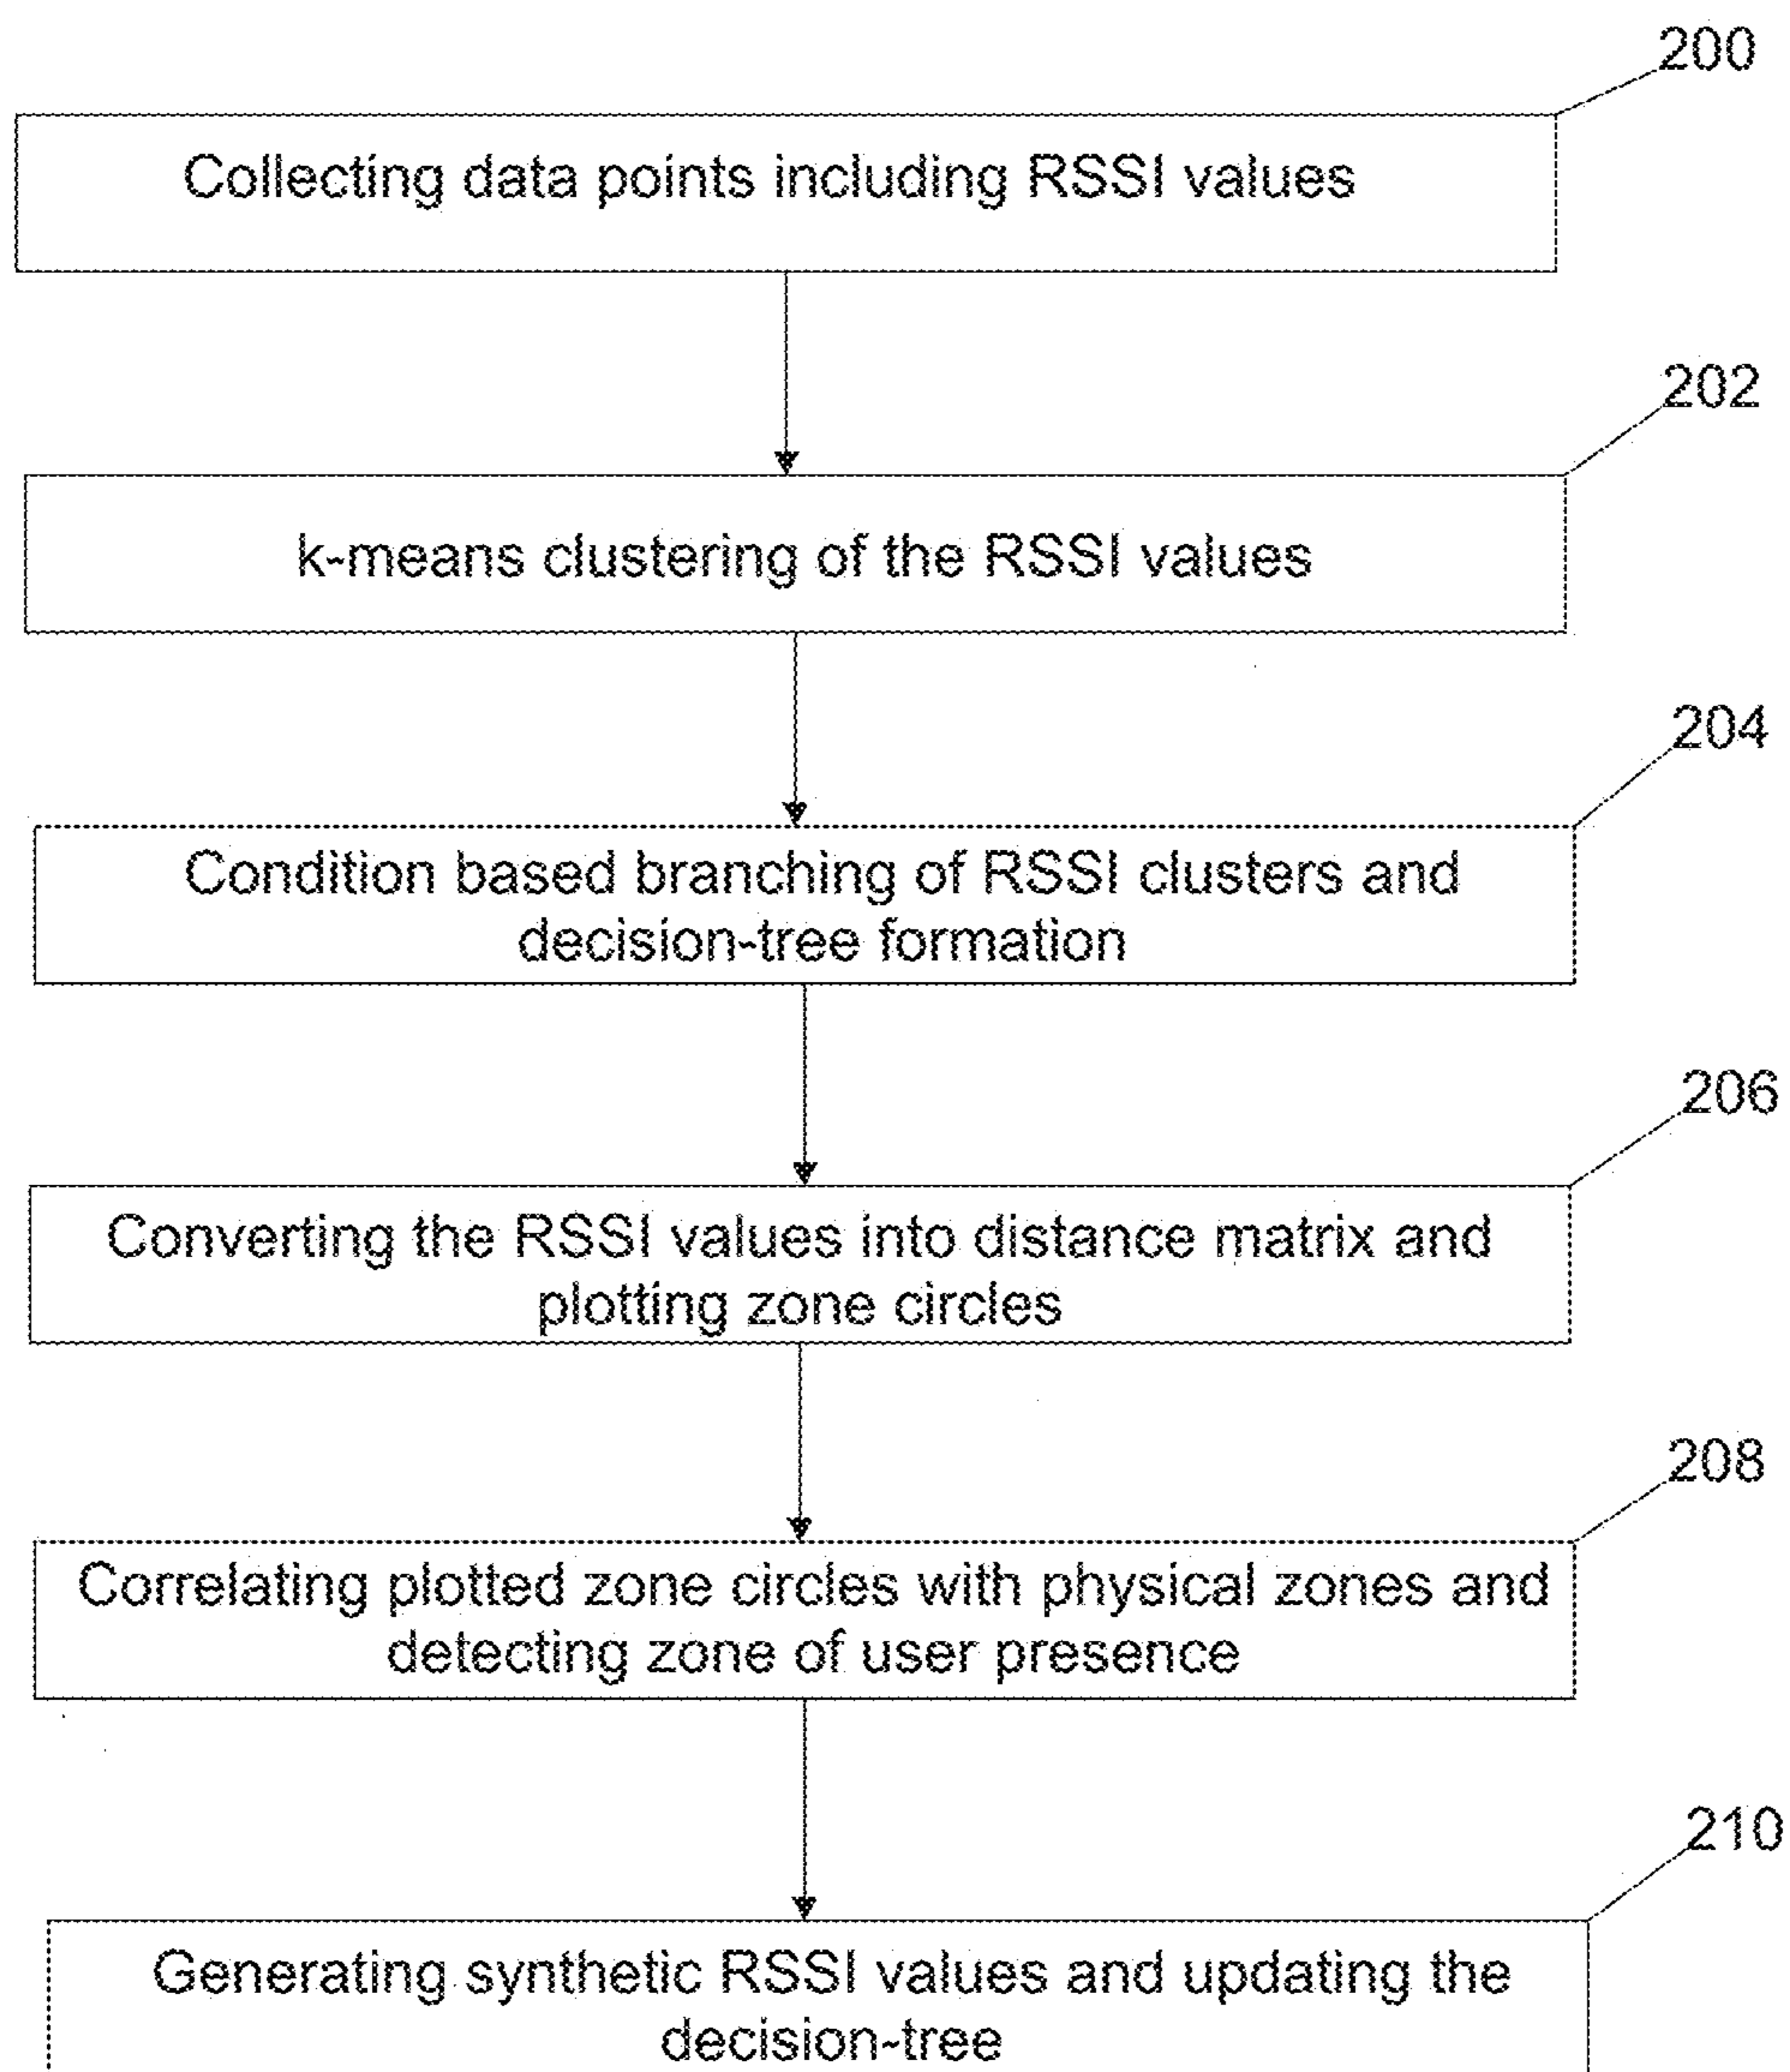 200
Collecting data points including RSSI values
202
k-means clustering of the RSSI values
204
Condition based branching of RSSI clusters and
decision-tree formation
206
Converting the RSSI values into distance matrix and
plotting zone circles
208
Correlating plotted zone circles with physical zones and
detecting zone of user presence
210
Generating synthetic RSSI values and updating the
decision-tree